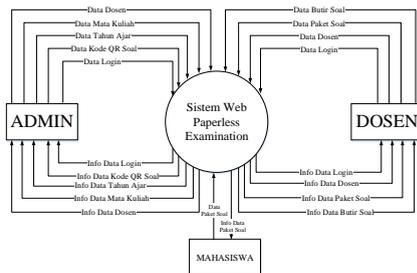 Data Dosen
Data Mata Kuliah
Data Tahun Ajar
Data Kode QR Soal
Data Login
ADMIN
Info Data Login
Info Data Kode QR Soal
Info Data Tahun Ajar
Info Data Mata Kuliah
Info Data Dosen
Sistem Web
Paperless
Examination
Data Butir Soal
Data Paket Soal
Data Dosen
Data Login
DOSEN
Info Data Login
Info Data Dosen
Info Data Paket Soal
Info Data Butir Soal
Data
Paket Soal
Info Data
Paket Soal
MAHASISWA